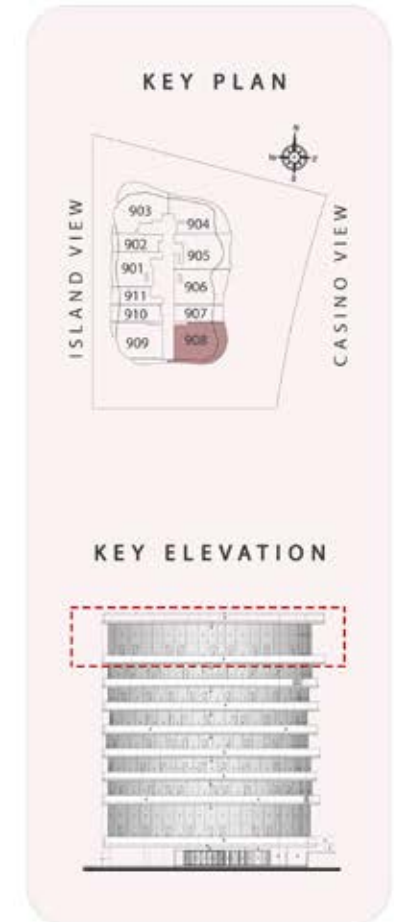 KEY PLAN
N
903
904
902
905
901
906
911
910
907
909
908
ISLAND VIEW
CASINO VIEW
KEY ELEVATION